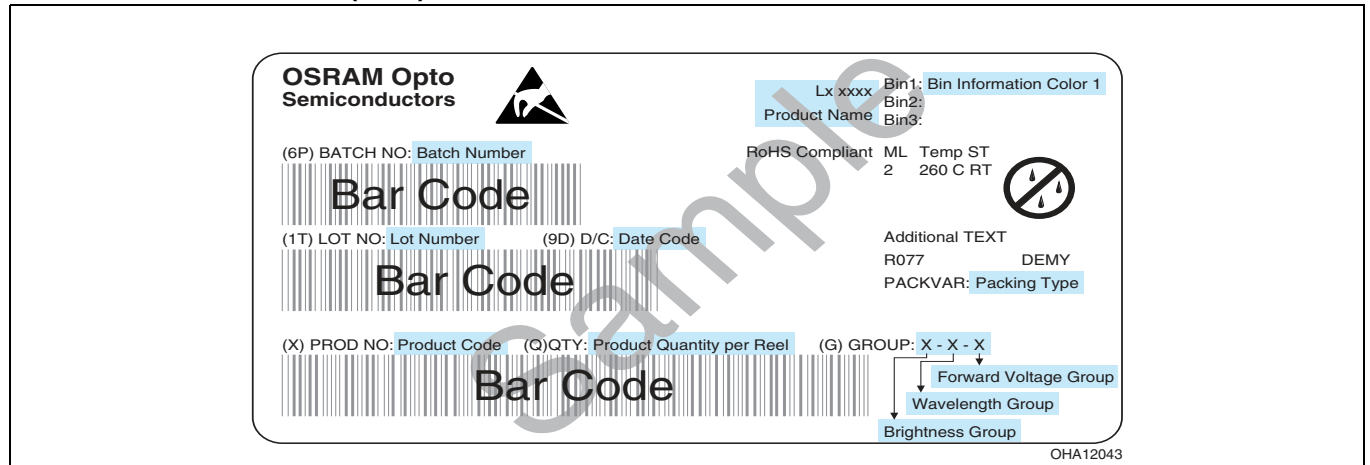 OSRAM Opto
Semiconductors
Lx xxxx
Product Name
Bin1: Bin Information Color 1
Bin2:
Bin3:
(6P) BATCH NO: Batch Number
Bar Code
RoHS Compliant ML Temp ST
2 260 C RT
(1T) LOT NO: Lot Number (9D) D/C: Date Code
Bar Code
Additional TEXT
R077 DEMY
PACKVAR: Packing Type
(X) PROD NO: Product Code (Q)QTY: Product Quantity per Reel (G) GROUP: X - X - X
Bar Code
Forward Voltage Group
Wavelength Group
Brightness Group
Sample
OHA12043